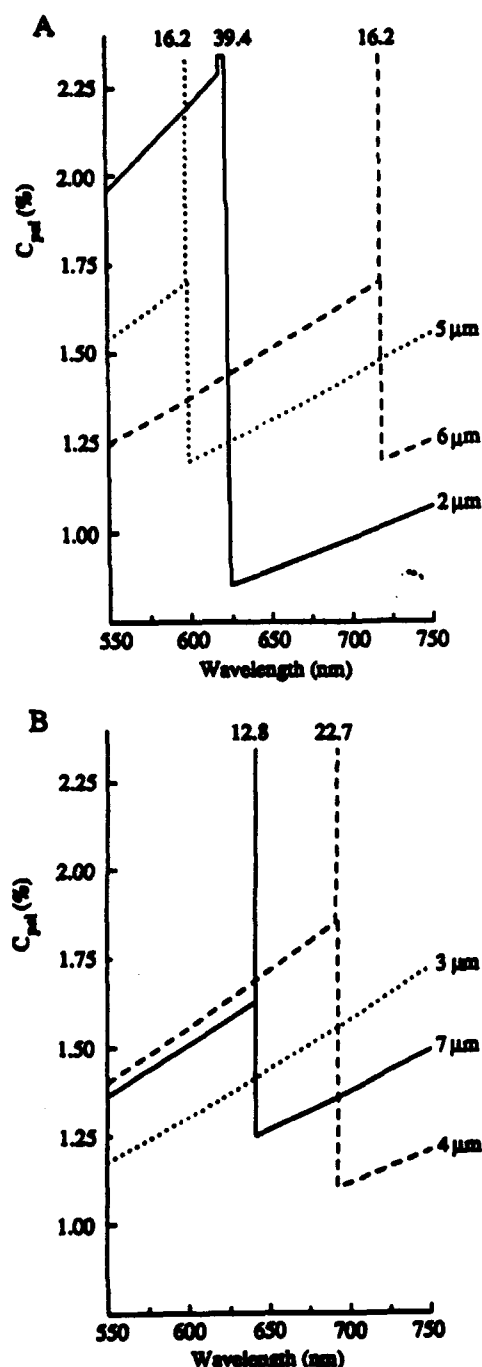 A
16.2 39.4 16.2
2.25
2.00
1.75
1.50
1.25
1.00
C_pel (%)
5 μm
6 μm
2 μm
550 600 650 700 750
Wavelength (nm)
B
12.8 22.7
2.25
2.00
1.75
1.50
1.25
1.00
C_pel (%)
3 μm
7 μm
4 μm
550 600 650 700 750
Wavelength (nm)